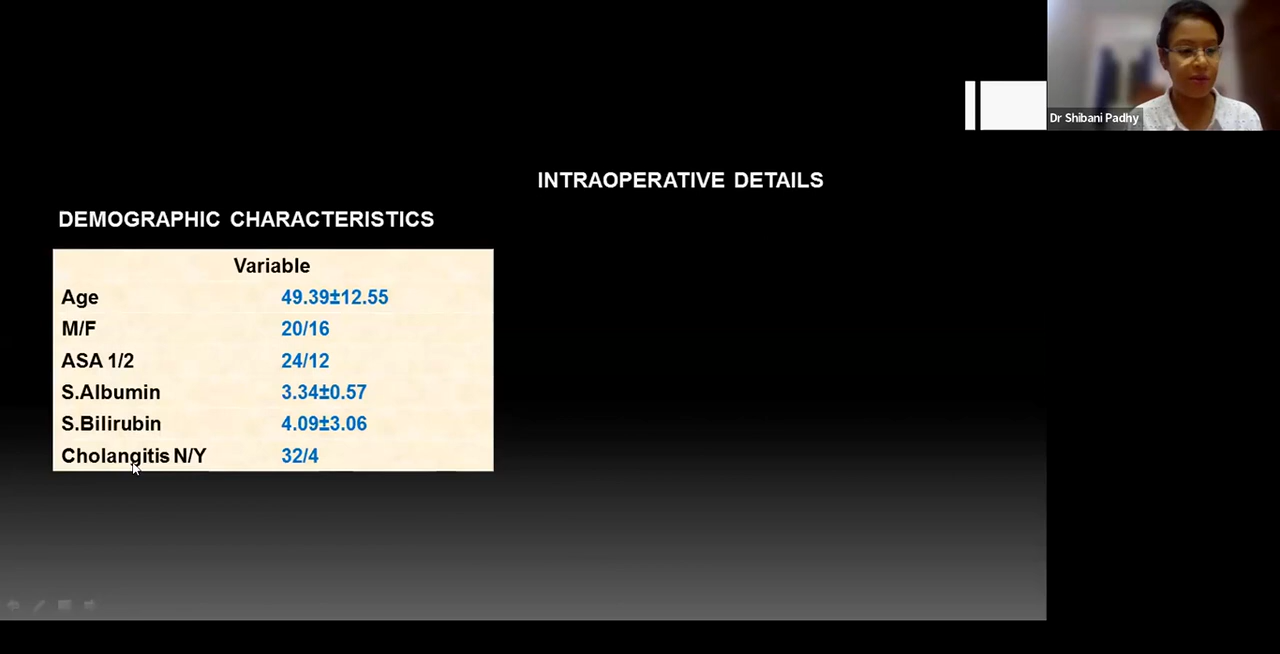 Dr Shibani Padhy
INTRAOPERATIVE DETAILS
DEMOGRAPHIC CHARACTERISTICS
Variable
Age 49.39±12.55
M/F 20/16
ASA 1/2 24/12
S.Albumin 3.34±0.57
S.Bilirubin 4.09±3.06
Cholangitis N/Y 32/4